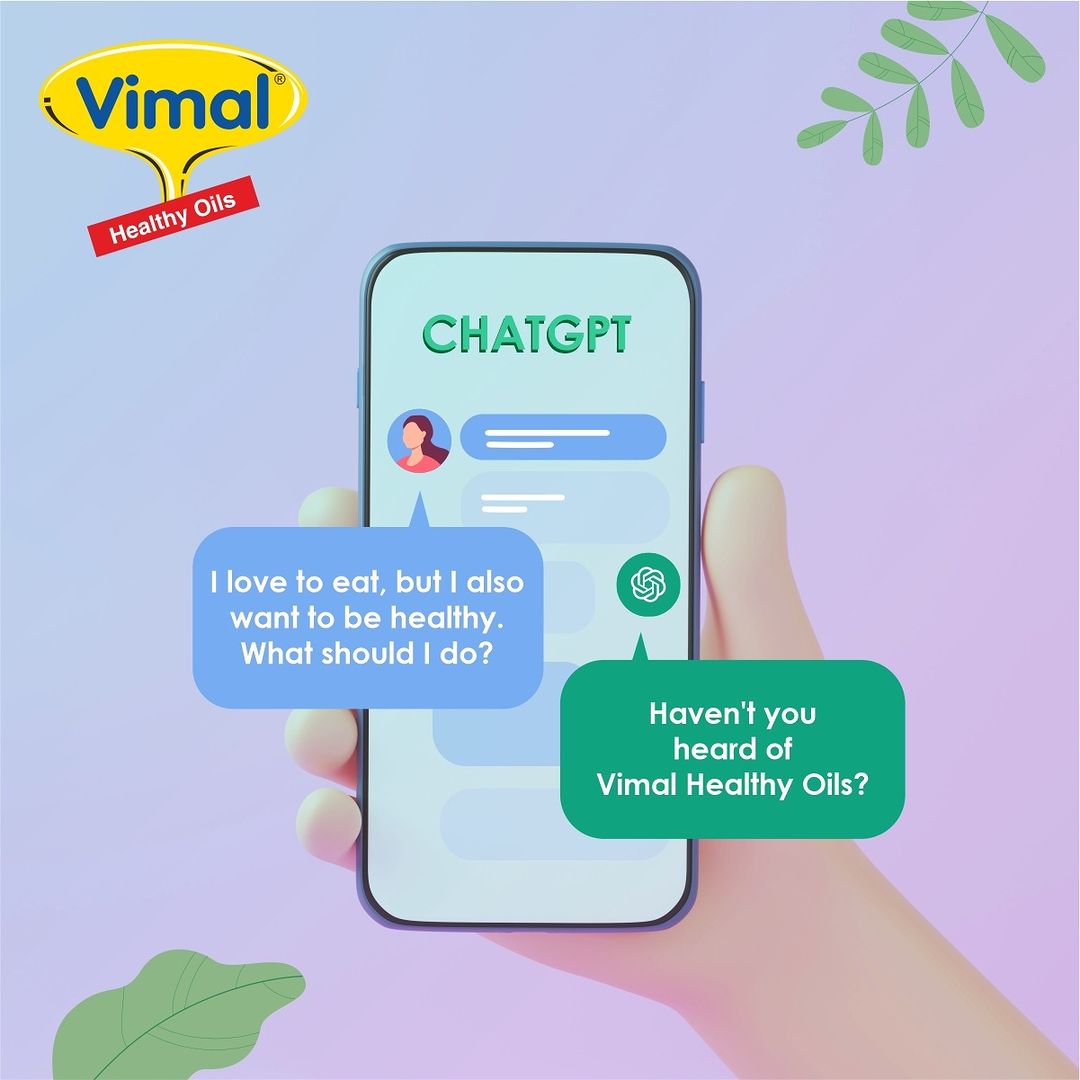 Vimal®
Healthy Oils
CHATGPT
I love to eat, but I also
want to be healthy.
What should I do?
Haven't you
heard of
Vimal Healthy Oils?